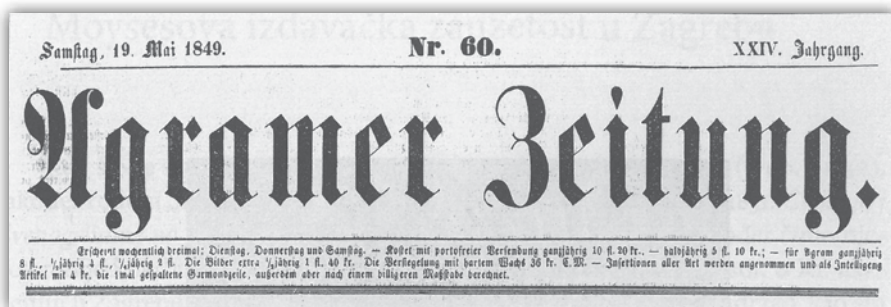 Samstag, 19. Mai 1849.
Nr. 60.
XXIV. Jahrgang.
Agramer Zeitung.
Erscheint wochentlich dreimal: Dienstag, Donnerstag und Samstag. — Kostet mit portofreier Versendung ganzjährig 10 fl. 20 kr.. — halbjährig 5 fl. 10 kr.; — für Agram ganzjährig
8 fl., ½jährig 4 fl., ¼jährig 2 fl. Die Bilder extra ½jährig 1 fl. 40 kr. Die Versiegelung mit hartem Wachs 36 kr. C.M. — Insertionen aller Art werden angenommen und als Intelligenz
Artikel mit 4 kr. die 1mal gespaltene Garmondzeile, außerdem aber nach einem billigeren Maßstabe berechnet.